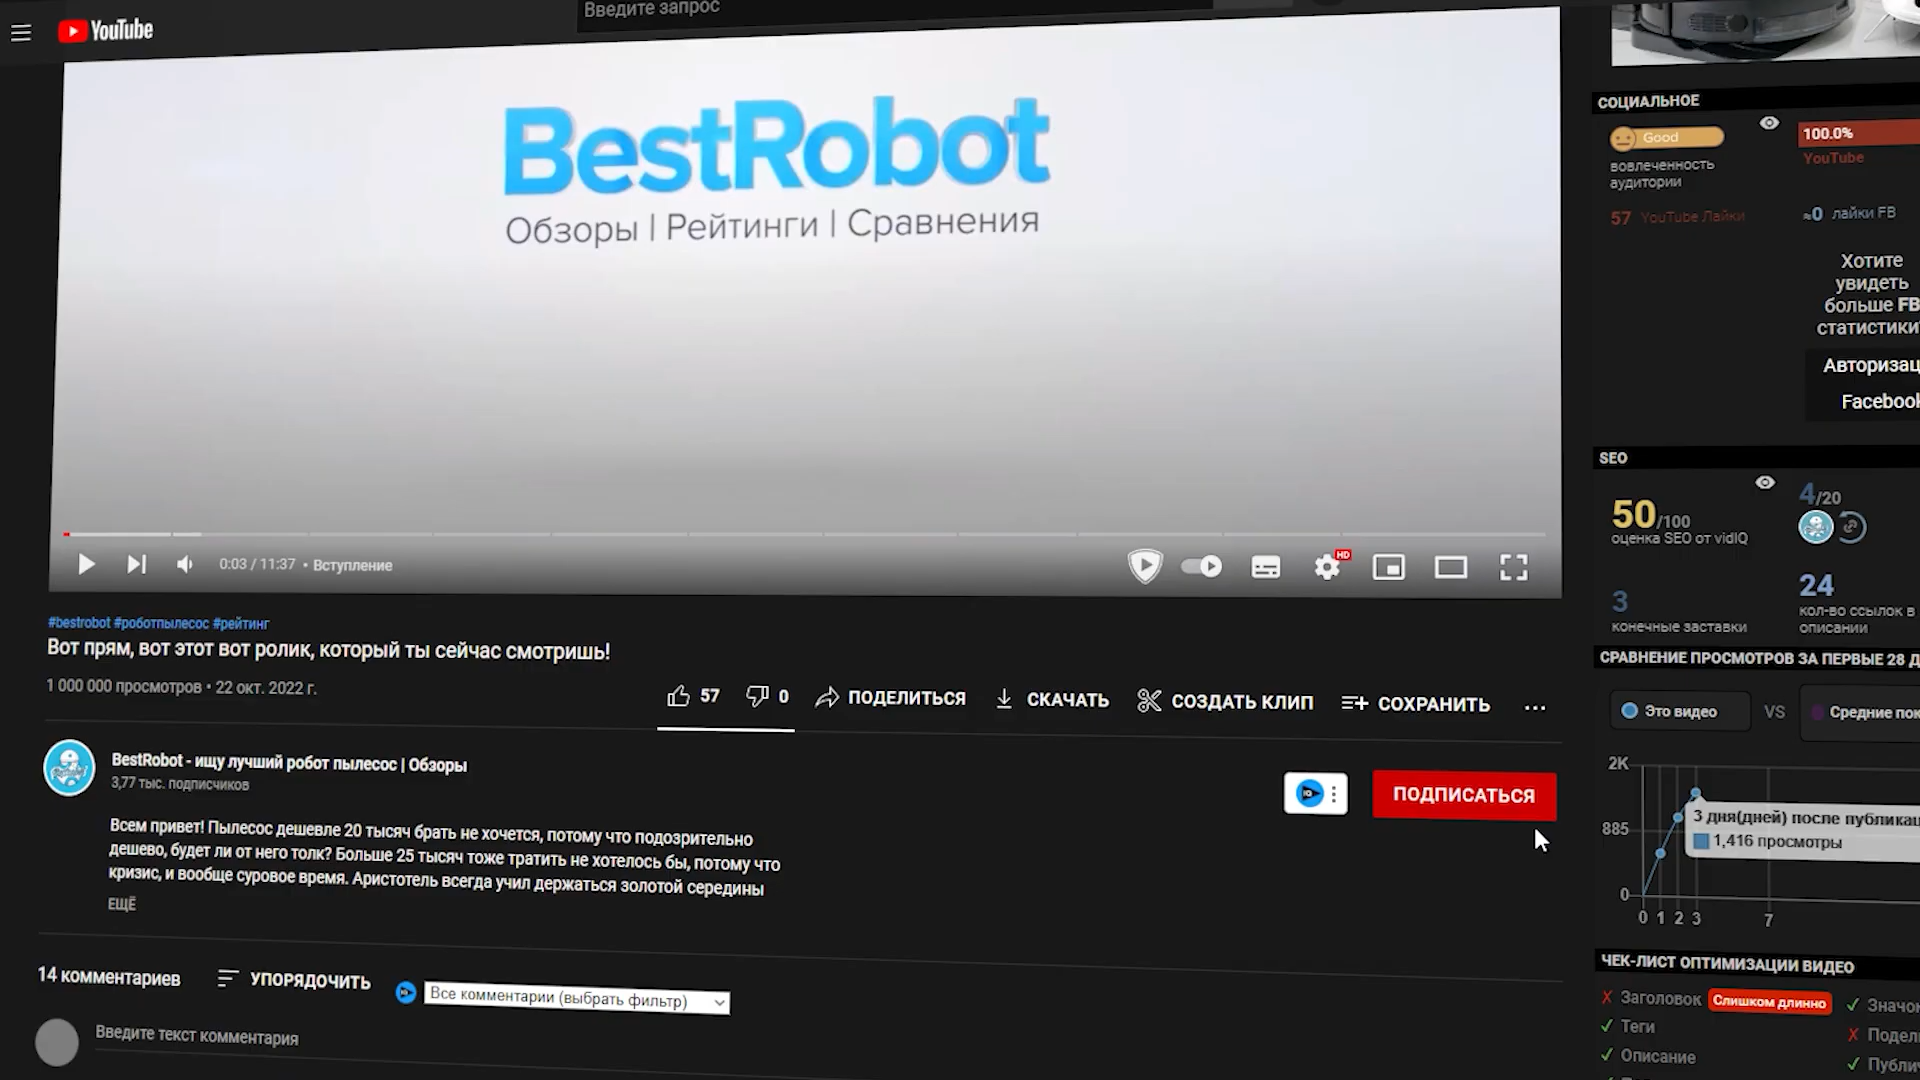 Введите запрос
YouTube
BestRobot
Обзоры | Рейтинги | Сравнения
0:03 / 11:37 • Вступление
HD
#bestrobot #роботпылесос #рейтинг
Вот прям, вот этот вот ролик, который ты сейчас смотришь!
1 000 000 просмотров • 22 окт. 2022 г.
57
0
ПОДЕЛИТЬСЯ
СКАЧАТЬ
СОЗДАТЬ КЛИП
СОХРАНИТЬ
BestRobot - ищу лучший робот пылесос | Обзоры
3,77 тыс. подписчиков
ПОДПИСАТЬСЯ
Всем привет! Пылесос дешевле 20 тысяч брать не хочется, потому что подозрительно
дешево, будет ли от него толк? Больше 25 тысяч тоже тратить не хотелось бы, потому что
кризис, и вообще суровое время. Аристотель всегда учил держаться золотой середины
ЕЩЁ
14 комментариев
УПОРЯДОЧИТЬ
Все комментарии (выбрать фильтр)
Введите текст комментария
СОЦИАЛЬНОЕ
Good
вовлеченность
аудитории
100.0%
YouTube
57 YouTube Лайки
≈0 лайки FB
Хотите
увидеть
больше FB
статистики
Авторизац
Facebook
SEO
50/100
оценка SEO от vidIQ
4/20
3
конечные заставки
24
кол-во ссылок в
описании
СРАВНЕНИЕ ПРОСМОТРОВ ЗА ПЕРВЫЕ 28 Д
Это видео
VS
Средние пок
2K
885
0
3 дня(дней) после публикац
1,416 просмотры
0 1 2 3 7
ЧЕК-ЛИСТ ОПТИМИЗАЦИИ ВИДЕО
Заголовок Слишком длинно
Значок
Теги
Подел
Описание
Публич